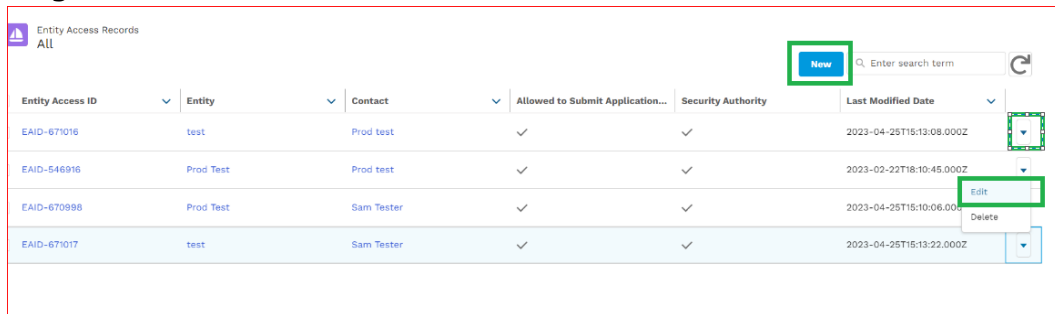 Entity Access Records
All
New
Enter search term
Entity Access ID Entity Contact Allowed to Submit Application... Security Authority Last Modified Date
EAID-671016 test Prod test 2023-04-25T15:13:08.000Z
EAID-546916 Prod Test Prod test 2023-02-22T18:10:45.000Z
Edit
EAID-670998 Prod Test Sam Tester 2023-04-25T15:10:06.000
Delete
EAID-671017 test Sam Tester 2023-04-25T15:13:22.000Z